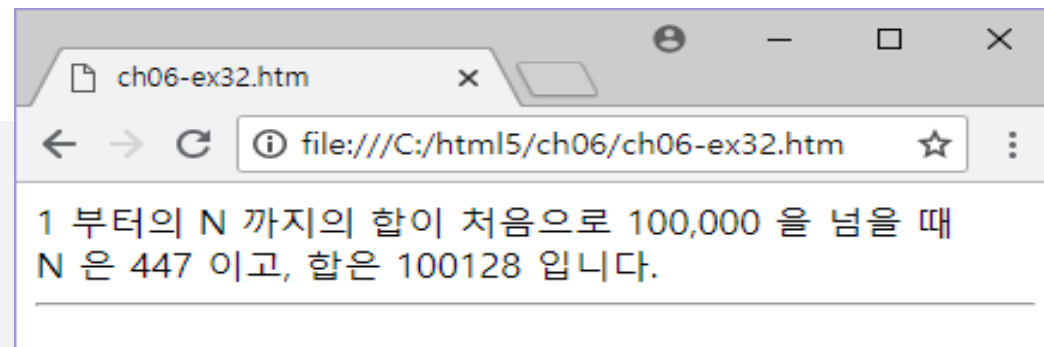 ch06-ex32.htm
file:///C:/html5/ch06/ch06-ex32.htm
1 부터의 N 까지의 합이 처음으로 100,000 을 넘을 때
N 은 447 이고, 합은 100128 입니다.